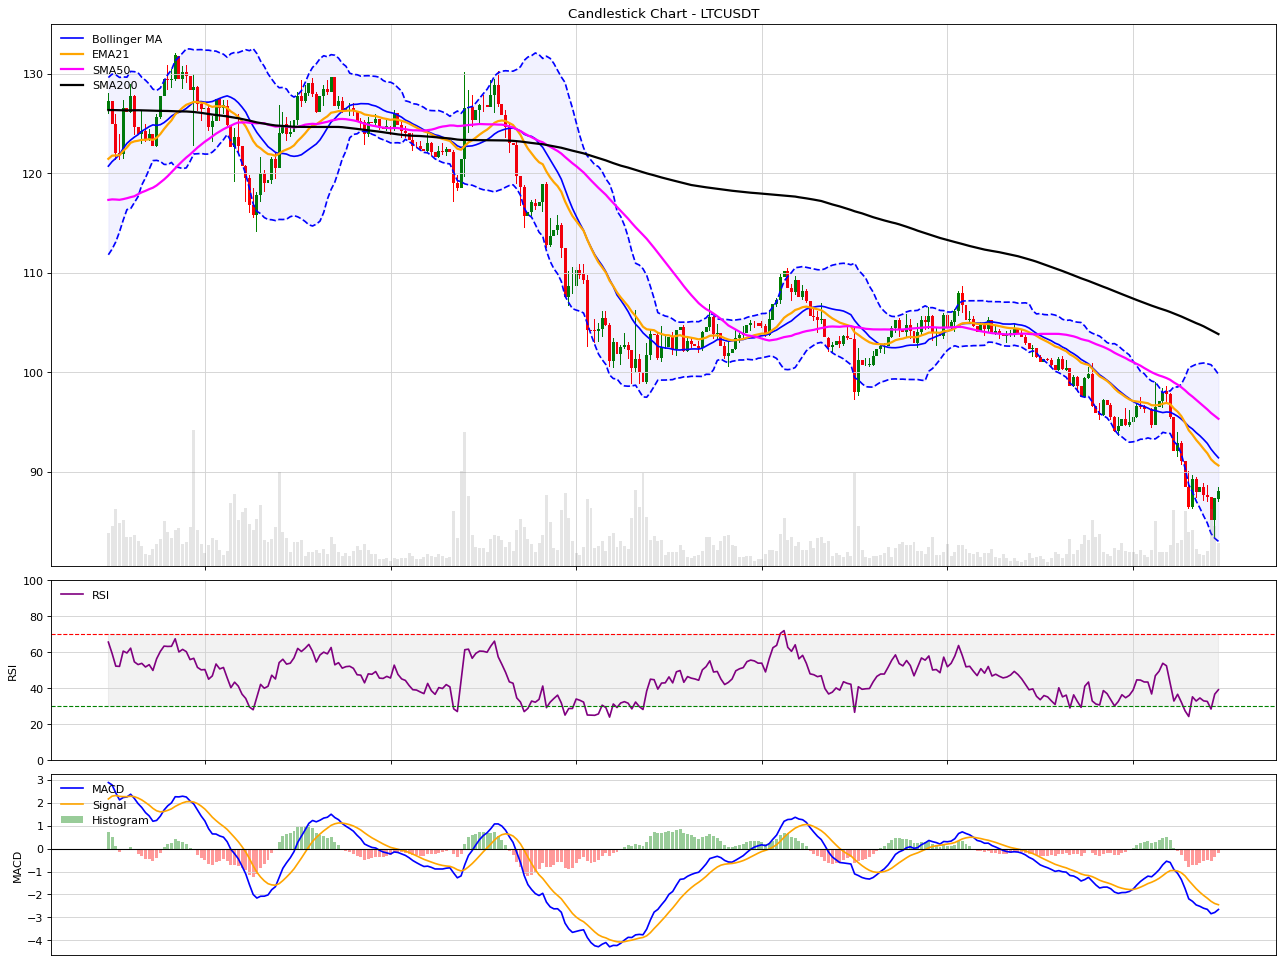 Candlestick Chart - LTCUSDT
Bollinger MA
EMA21
SMA50
SMA200
130
120
110
100
90
RSI
100
80
60
40
20
0
RSI
MACD
Signal
Histogram
3
2
1
0
−1
−2
−3
−4
MACD